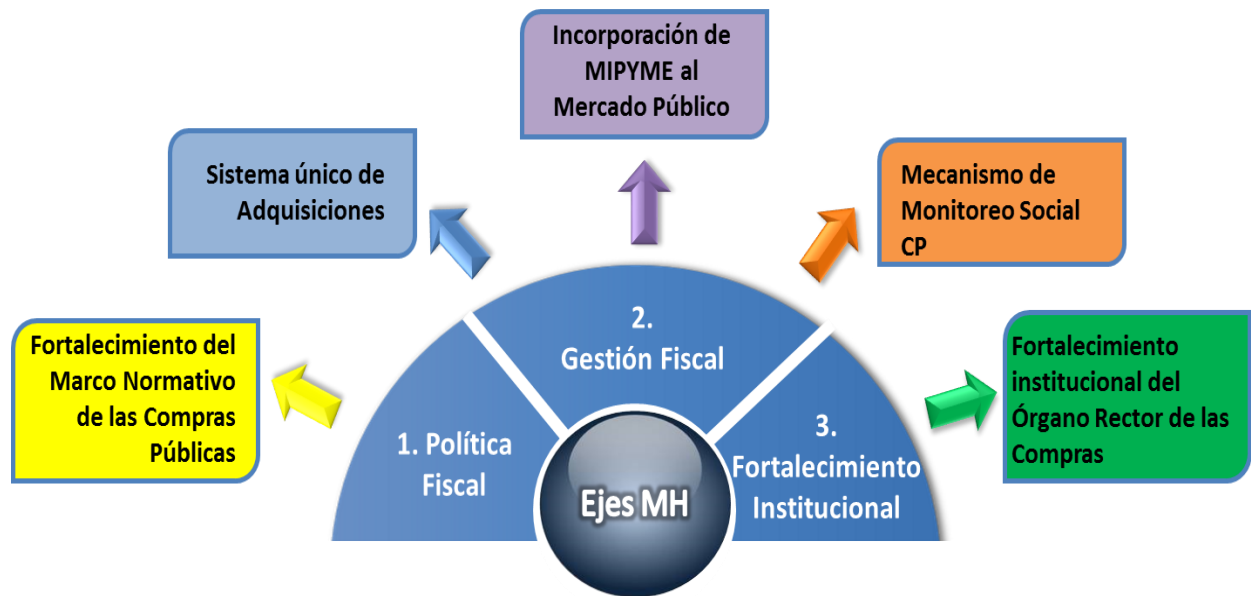 Incorporación de
MIPYME al
Mercado Público
Sistema único de
Adquisiciones
Mecanismo de
Monitoreo Social
CP
Fortalecimiento del
Marco Normativo
de las Compras
Públicas
Fortalecimiento
institucional del
Órgano Rector de las
Compras
1. Política
Fiscal
2.
Gestión Fiscal
3.
Fortalecimiento
Institucional
Ejes MH